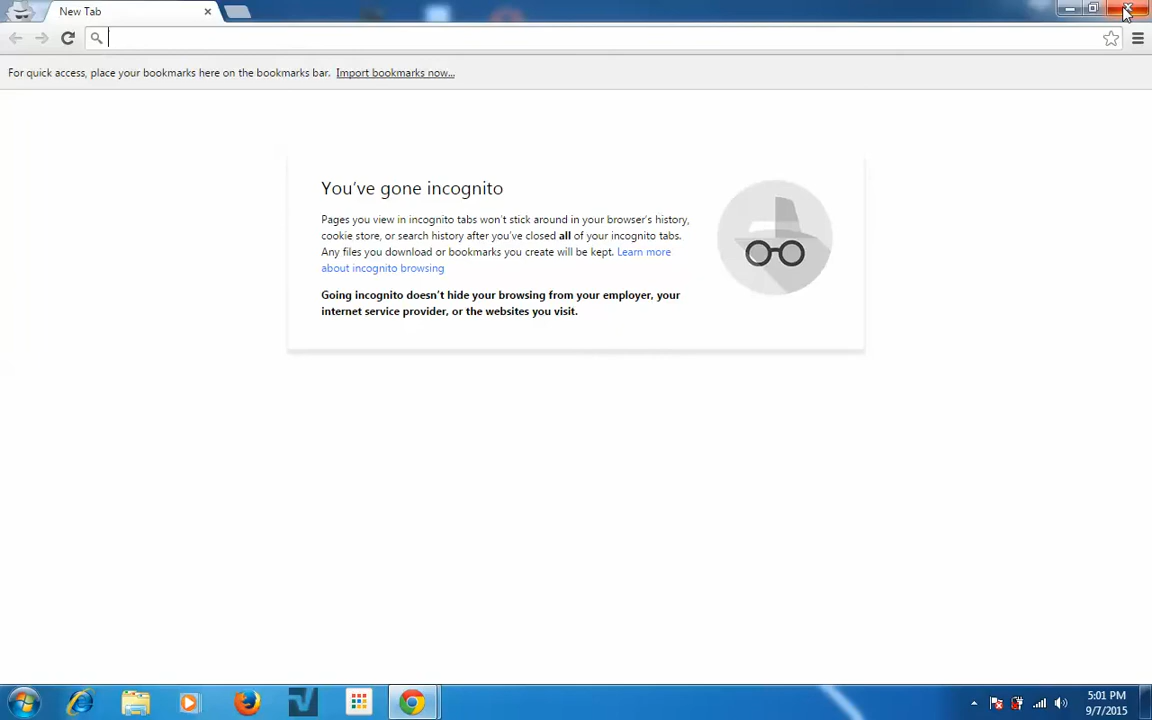 New Tab
For quick access, place your bookmarks here on the bookmarks bar. Import bookmarks now...
You've gone incognito
Pages you view in incognito tabs won't stick around in your browser's history,
cookie store, or search history after you've closed all of your incognito tabs.
Any files you download or bookmarks you create will be kept. Learn more
about incognito browsing
Going incognito doesn't hide your browsing from your employer, your
internet service provider, or the websites you visit.
5:01 PM
9/7/2015